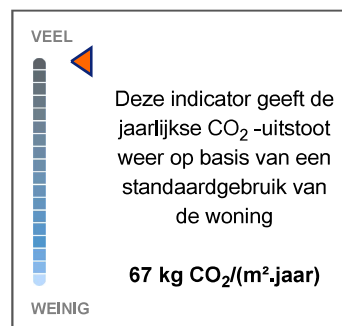 VEEL
Deze indicator geeft de
jaarlijkse CO₂ -uitstoot
weer op basis van een
standaardgebruik van
de woning
67 kg CO₂/(m².jaar)
WEINIG